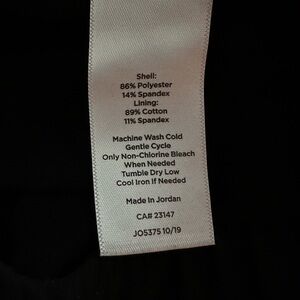 Shell:
86% Polyester
14% Spandex
Lining:
89% Cotton
11% Spandex
Machine Wash Cold
Gentle Cycle
Only Non-Chlorine Bleach
When Needed
Tumble Dry Low
Cool Iron if Needed
Made in Jordan
CA# 23147
JO5375 10/19